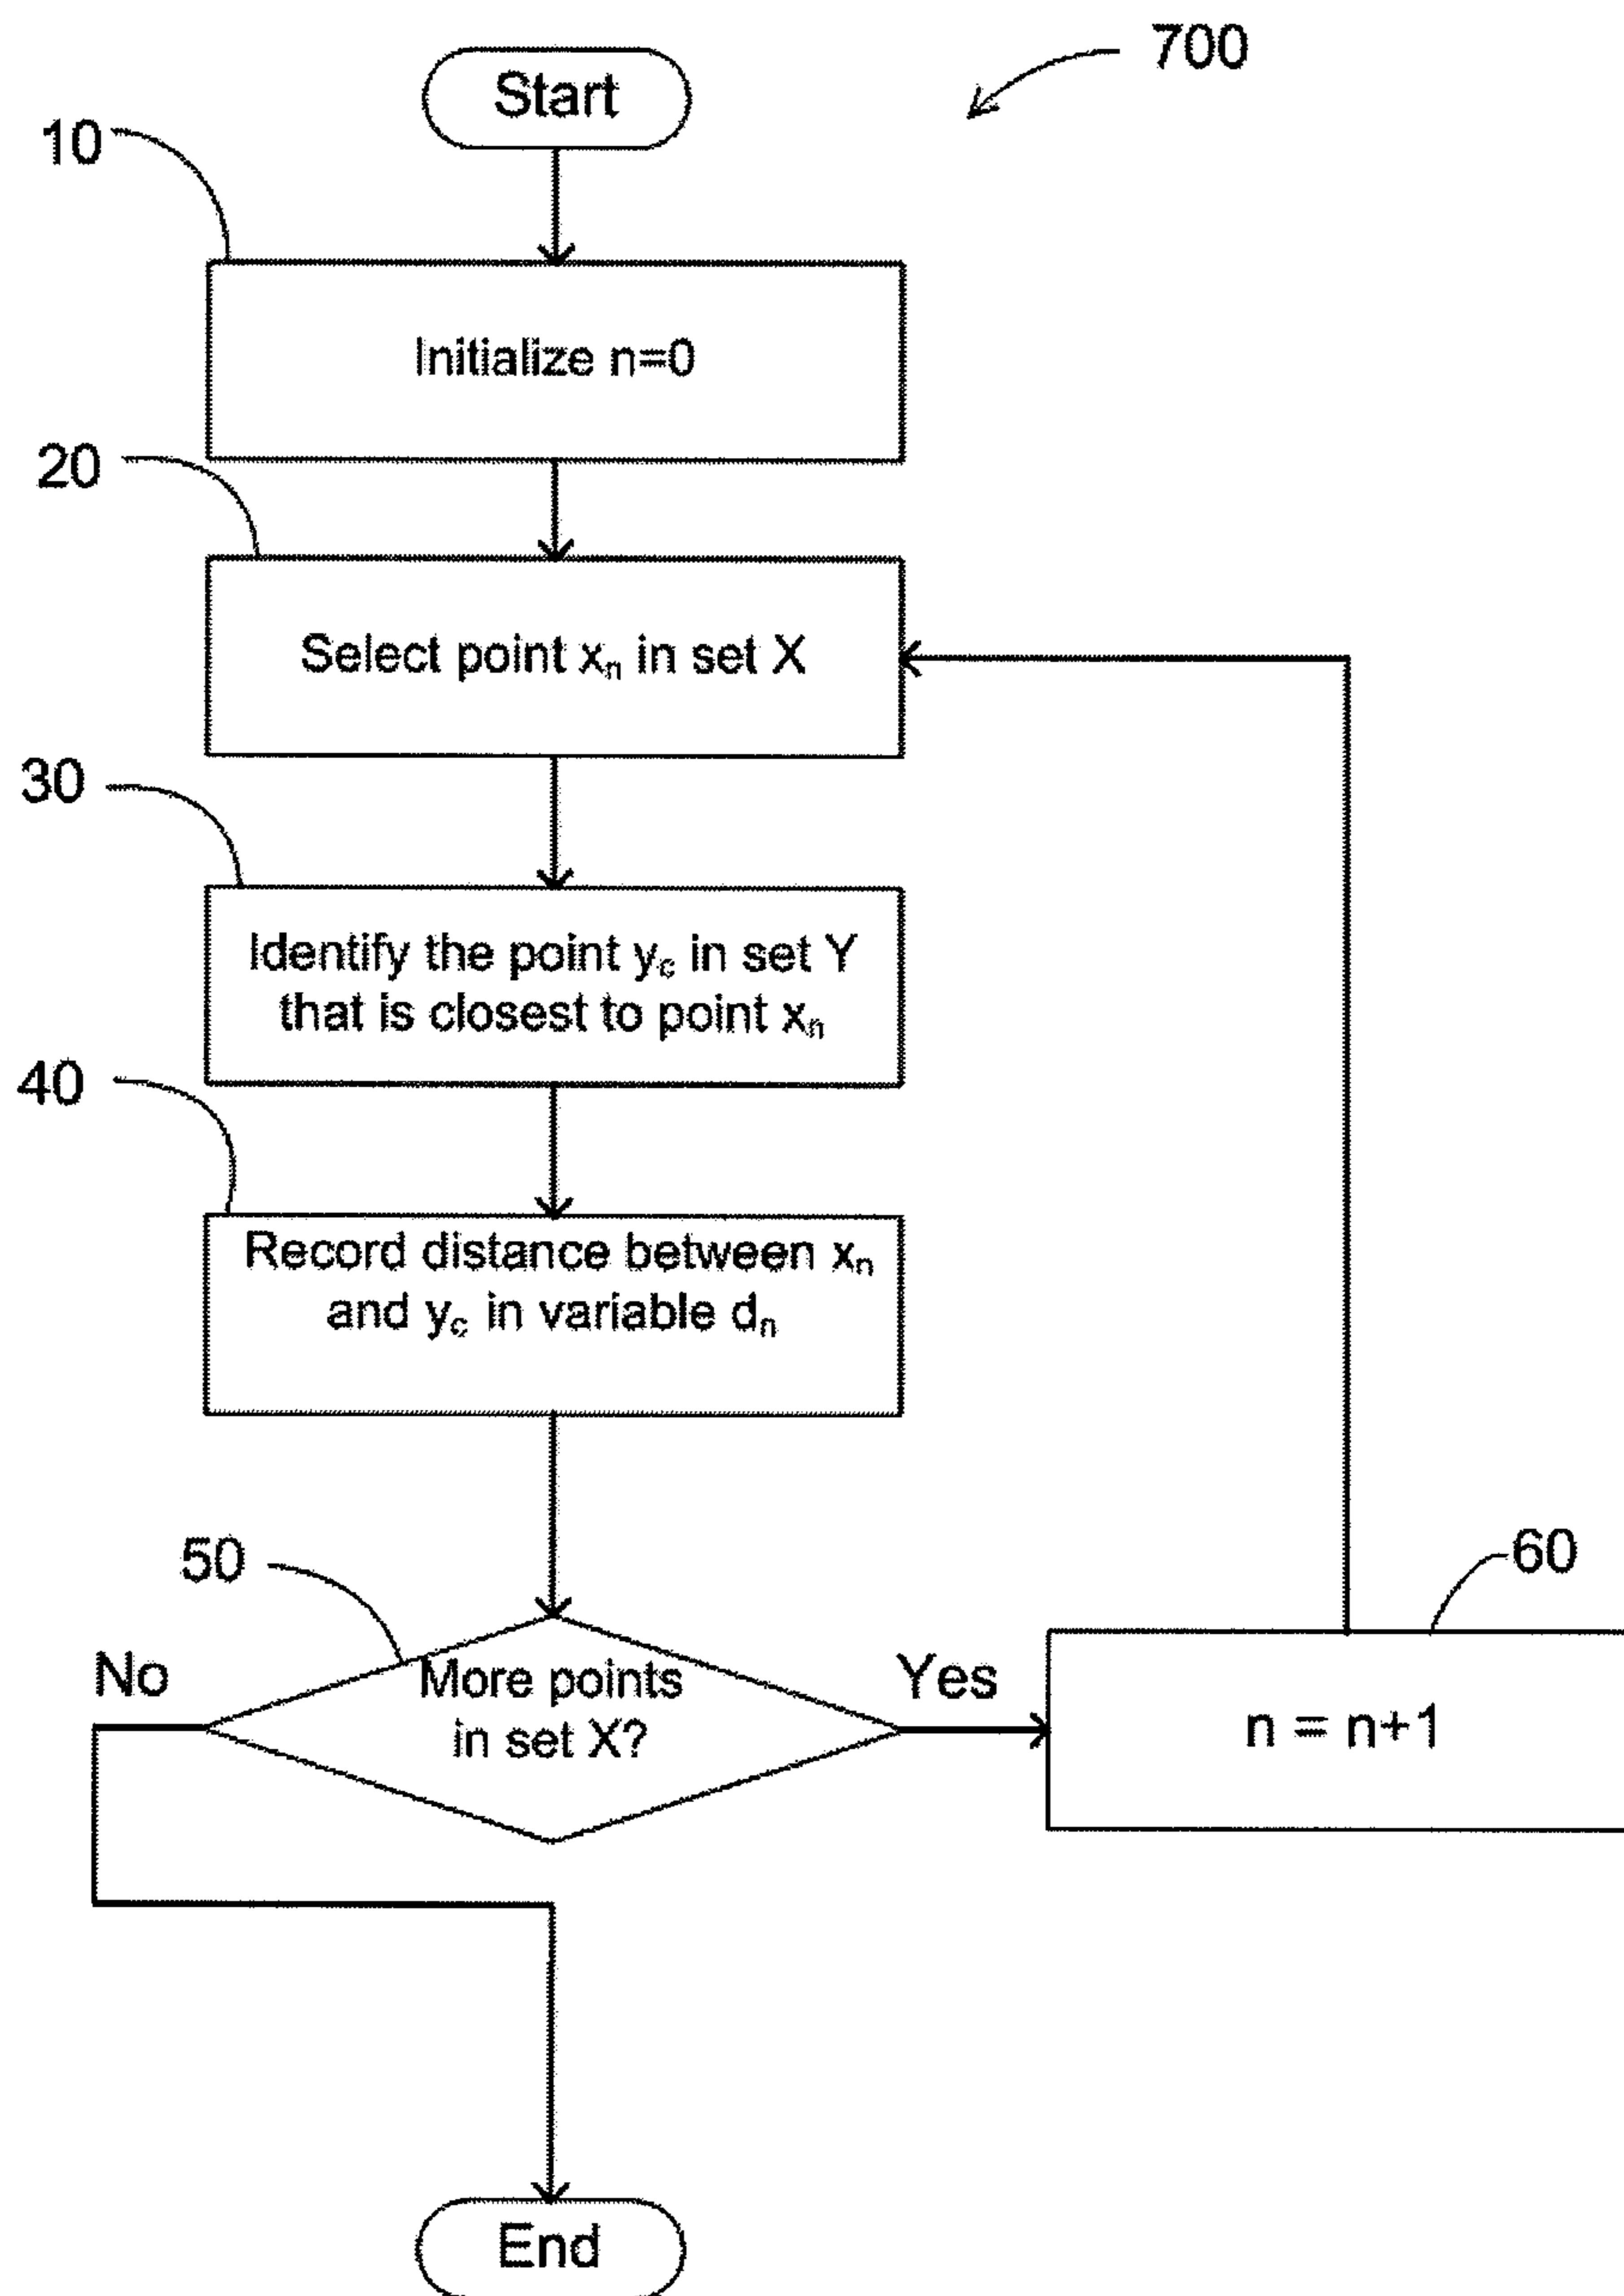 Start
700
10
Initialize n=0
20
Select point xₙ in set X
30
Identify the point y_c in set Y
that is closest to point xₙ
40
Record distance between xₙ
and y_c in variable dₙ
50
60
No
More points
in set X?
Yes
n = n+1
End